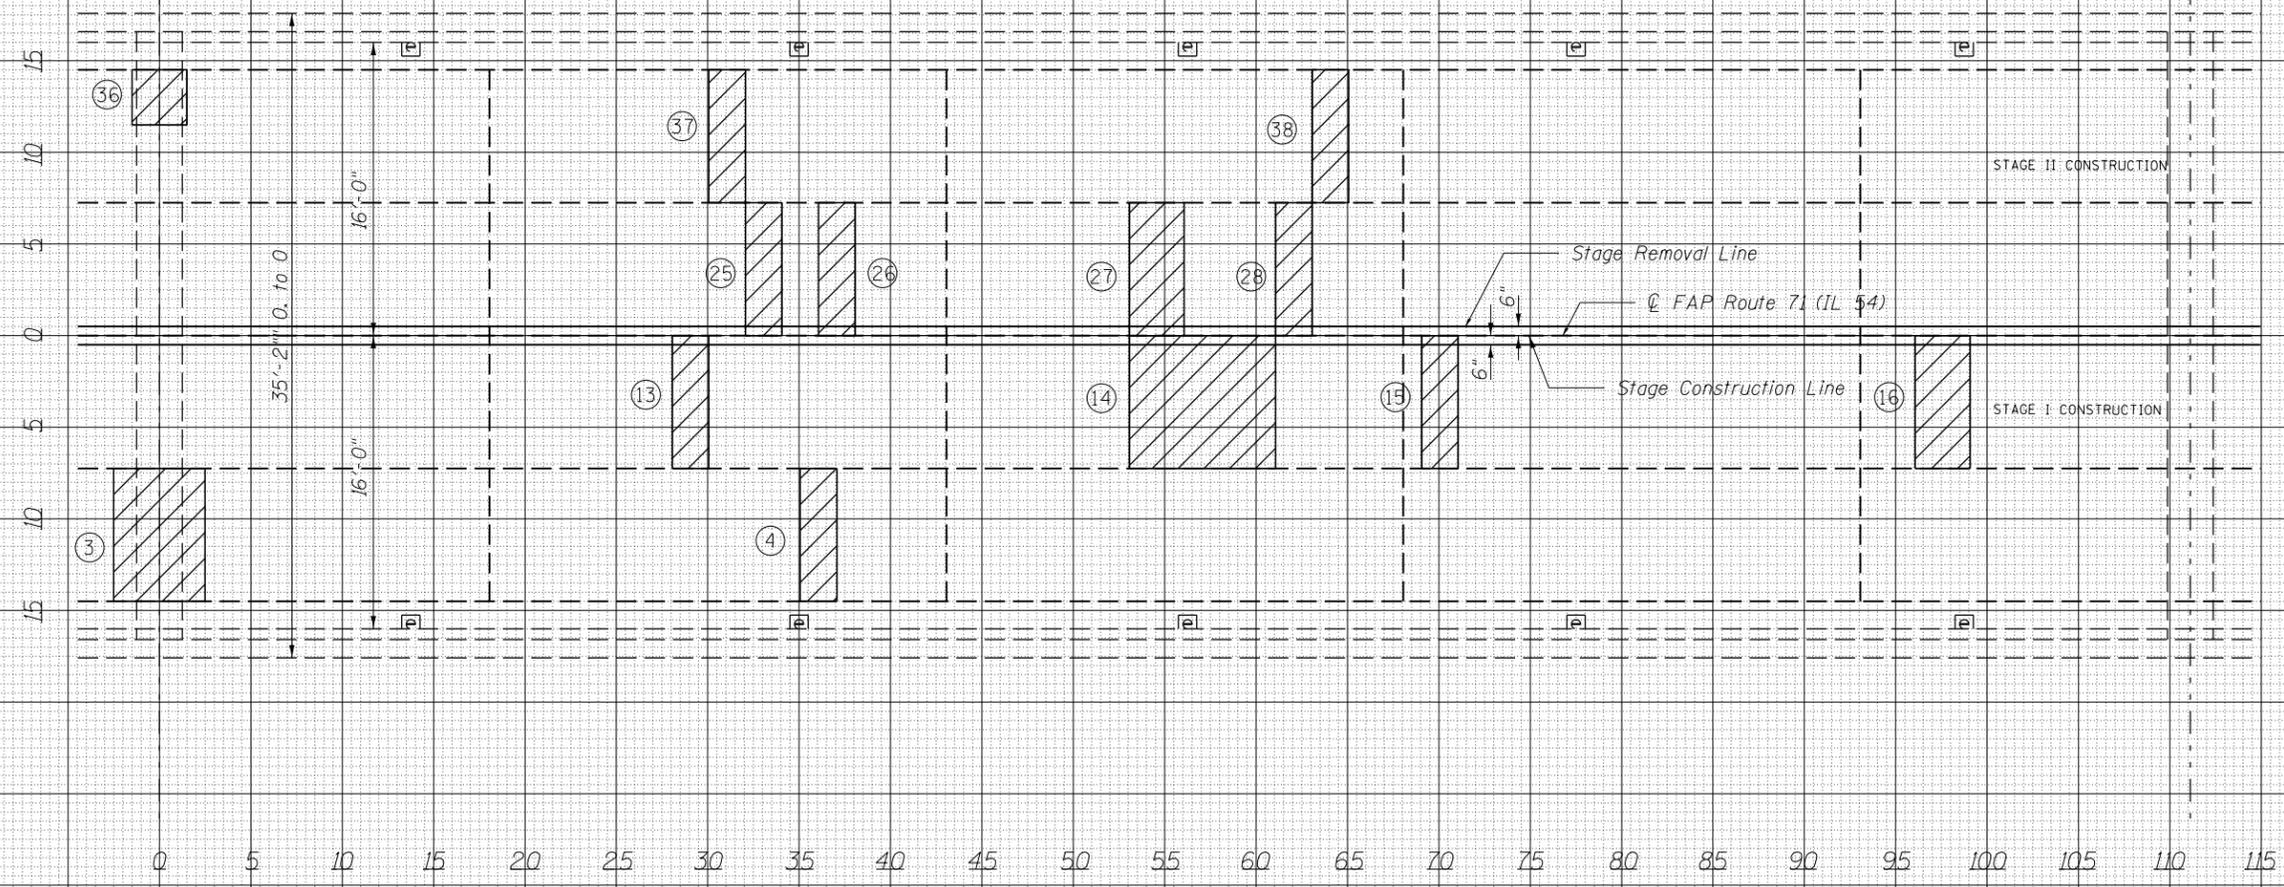 15
e e e e e
36
37
38
10
STAGE II CONSTRUCTION
16'-0"
5
35'-2" O. to O
25
26
27
28
Stage Removal Line
6"
℄ FAP Route 71 (IL 54)
0
6"
13
14
15
16
Stage Construction Line
STAGE I CONSTRUCTION
5
16'-0"
10
3
4
15
e e e e e
0 5 10 15 20 25 30 35 40 45 50 55 60 65 70 75 80 85 90 95 100 105 110 115